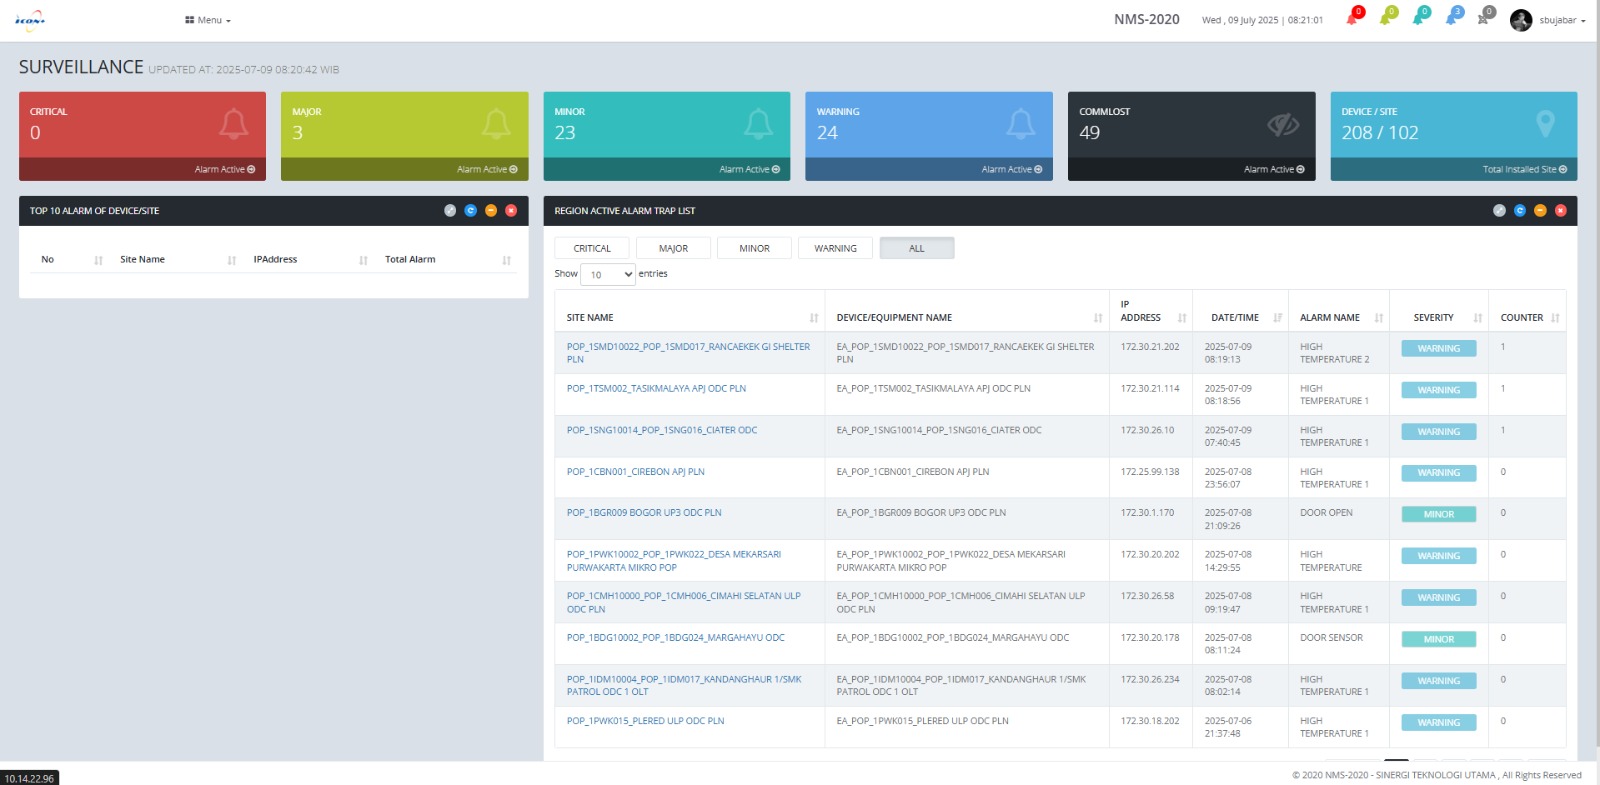 ICON+
Menu
NMS-2020
Wed , 09 July 2025 | 08:21:01
0
0
0
3
0
sbujabar
SURVEILLANCE UPDATED AT: 2025-07-09 08:20:42 WIB
CRITICAL
0
Alarm Active
MAJOR
3
Alarm Active
MINOR
23
Alarm Active
WARNING
24
Alarm Active
COMMLOST
49
Alarm Active
DEVICE / SITE
208 / 102
Total Installed Site
TOP 10 ALARM OF DEVICE/SITE
No Site Name IPAddress Total Alarm
REGION ACTIVE ALARM TRAP LIST
CRITICAL MAJOR MINOR WARNING ALL
Show 10 entries
SITE NAME DEVICE/EQUIPMENT NAME IP ADDRESS DATE/TIME ALARM NAME SEVERITY COUNTER
POP_1SMD10022_POP_1SMD017_RANCAEKEK GI SHELTER PLN EA_POP_1SMD10022_POP_1SMD017_RANCAEKEK GI SHELTER PLN 172.30.21.202 2025-07-09 08:19:13 HIGH TEMPERATURE 2 WARNING 1
POP_1TSM002_TASIKMALAYA APJ ODC PLN EA_POP_1TSM002_TASIKMALAYA APJ ODC PLN 172.30.21.114 2025-07-09 08:18:56 HIGH TEMPERATURE 1 WARNING 1
POP_1SNG10014_POP_1SNG016_CIATER ODC EA_POP_1SNG10014_POP_1SNG016_CIATER ODC 172.30.26.10 2025-07-09 07:40:45 HIGH TEMPERATURE 1 WARNING 1
POP_1CBN001_CIREBON APJ PLN EA_POP_1CBN001_CIREBON APJ PLN 172.25.99.138 2025-07-08 23:56:07 HIGH TEMPERATURE 1 WARNING 0
POP_1BGR009 BOGOR UP3 ODC PLN EA_POP_1BGR009 BOGOR UP3 ODC PLN 172.30.1.170 2025-07-08 21:09:26 DOOR OPEN MINOR 0
POP_1PWK10002_POP_1PWK022_DESA MEKARSARI PURWAKARTA MIKRO POP EA_POP_1PWK10002_POP_1PWK022_DESA MEKARSARI PURWAKARTA MIKRO POP 172.30.20.202 2025-07-08 14:29:55 HIGH TEMPERATURE WARNING 0
POP_1CMH10000_POP_1CMH006_CIMAHI SELATAN ULP ODC PLN EA_POP_1CMH10000_POP_1CMH006_CIMAHI SELATAN ULP ODC PLN 172.30.26.58 2025-07-08 09:19:47 HIGH TEMPERATURE 1 WARNING 0
POP_1BDG10002_POP_1BDG024_MARGAHAYU ODC EA_POP_1BDG10002_POP_1BDG024_MARGAHAYU ODC 172.30.20.178 2025-07-08 08:11:24 DOOR SENSOR MINOR 0
POP_1IDM10004_POP_1IDM017_KANDANGHAUR 1/SMK PATROL ODC 1 OLT EA_POP_1IDM10004_POP_1IDM017_KANDANGHAUR 1/SMK PATROL ODC 1 OLT 172.30.26.234 2025-07-08 08:02:14 HIGH TEMPERATURE 1 WARNING 0
POP_1PWK015_PLERED ULP ODC PLN EA_POP_1PWK015_PLERED ULP ODC PLN 172.30.18.202 2025-07-06 21:37:48 HIGH TEMPERATURE 1 WARNING 0
10.14.22.96
© 2020 NMS-2020 - SINERGI TEKNOLOGI UTAMA , All Rights Reserved